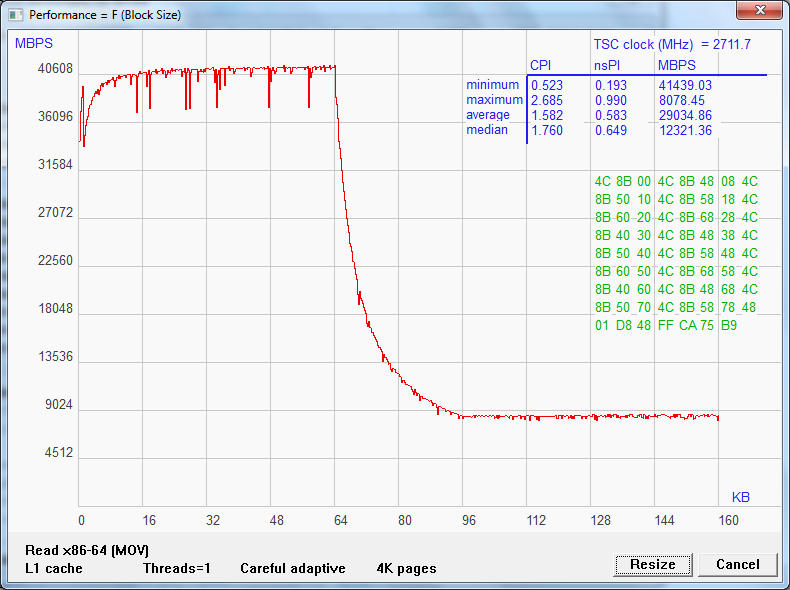 Performance = F (Block Size)
MBPS
TSC clock (MHz) = 2711.7
CPI nsPI MBPS
minimum 0.523 0.193 41439.03
maximum 2.685 0.990 8078.45
average 1.582 0.583 29034.86
median 1.760 0.649 12321.36
40608
36096
31584
27072
22560
18048
13536
9024
4512
4C 8B 00 4C 8B 48 08 4C
8B 50 10 4C 8B 58 18 4C
8B 60 20 4C 8B 68 28 4C
8B 40 30 4C 8B 48 38 4C
8B 50 40 4C 8B 58 48 4C
8B 60 50 4C 8B 68 58 4C
8B 40 60 4C 8B 48 68 4C
8B 50 70 4C 8B 58 78 48
01 D8 48 FF CA 75 B9
KB
0 16 32 48 64 80 96 112 128 144 160
Read x86-64 (MOV)
L1 cache Threads=1 Careful adaptive 4K pages
Resize Cancel